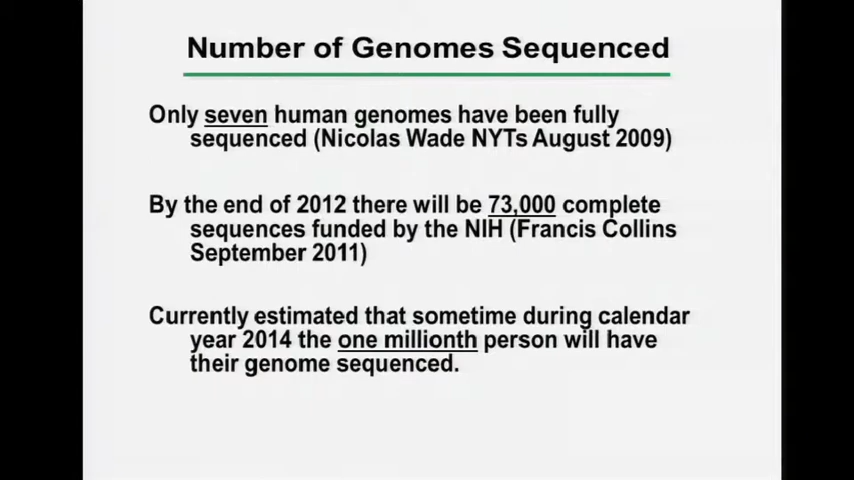 Number of Genomes Sequenced
Only seven human genomes have been fully
sequenced (Nicolas Wade NYTs August 2009)
By the end of 2012 there will be 73,000 complete
sequences funded by the NIH (Francis Collins
September 2011)
Currently estimated that sometime during calendar
year 2014 the one millionth person will have
their genome sequenced.